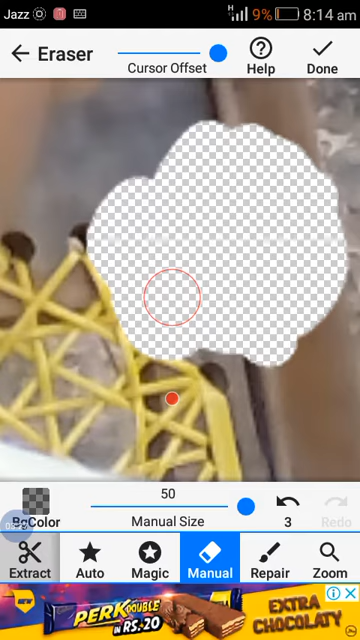 Jazz H 9% 8:14 am
Eraser
Cursor Offset
Help
Done
50
BgColor
Manual Size
3
Redo
Extract
Auto
Magic
Manual
Repair
Zoom
NEW
PERK DOUBLE
IN RS.20
EXTRA
CHOCOLATY